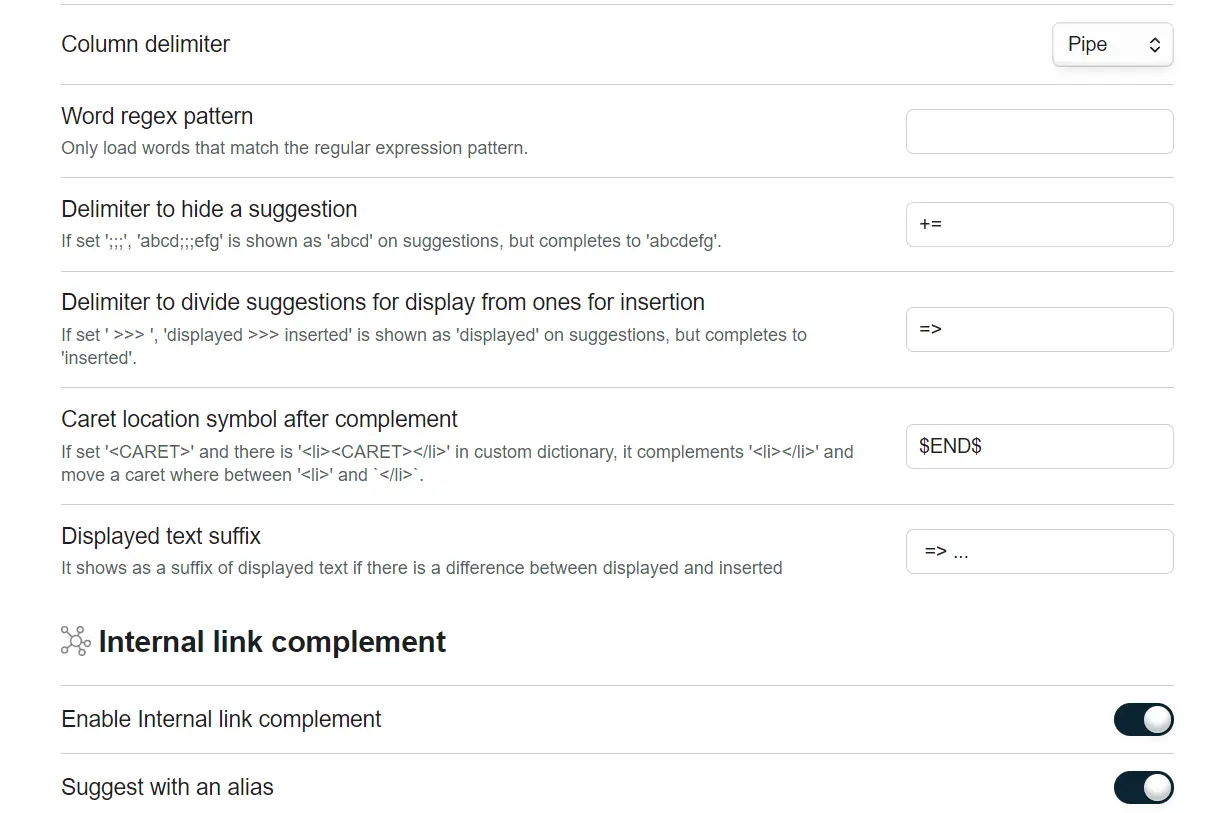 Column delimiter
Pipe
Word regex pattern
Only load words that match the regular expression pattern.
Delimiter to hide a suggestion
If set ';;;', 'abcd;;;efg' is shown as 'abcd' on suggestions, but completes to 'abcdefg'.
+=
Delimiter to divide suggestions for display from ones for insertion
If set ' >>> ', 'displayed >>> inserted' is shown as 'displayed' on suggestions, but completes to
'inserted'.
=>
Caret location symbol after complement
If set '<CARET>' and there is '<li><CARET></li>' in custom dictionary, it complements '<li></li>' and
move a caret where between '<li>' and `</li>`.
$END$
Displayed text suffix
It shows as a suffix of displayed text if there is a difference between displayed and inserted
=> ...
Internal link complement
Enable Internal link complement
Suggest with an alias